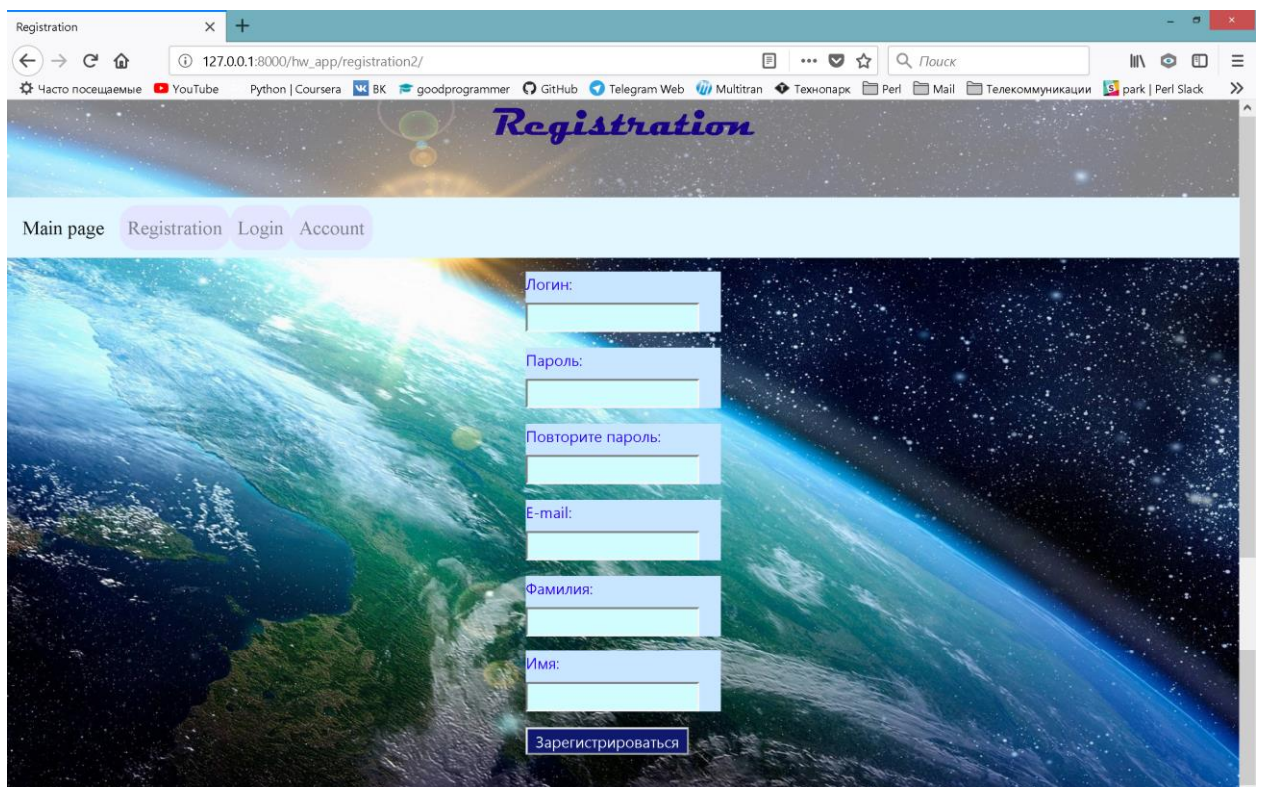 Registration
127.0.0.1:8000/hw_app/registration2/
Поиск
Часто посещаемые YouTube Python | Coursera ВК goodprogrammer GitHub Telegram Web Multitran Технопарк Perl Mail Телекоммуникации park | Perl Slack
Registration
Main page Registration Login Account
Логин:
Пароль:
Повторите пароль:
E-mail:
Фамилия:
Имя:
Зарегистрироваться